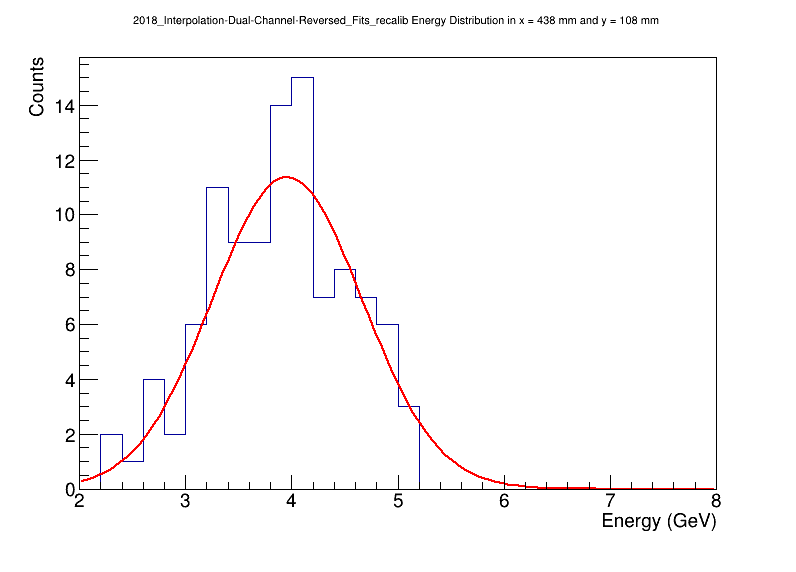 2018_Interpolation-Dual-Channel-Reversed_Fits_recalib Energy Distribution in x = 438 mm and y = 108 mm
Counts
14
12
10
8
6
4
2
0
2 3 4 5 6 7 8
Energy (GeV)